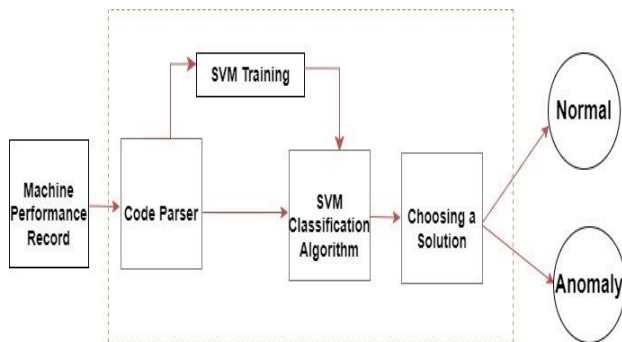 SVM Training
Normal
Machine
Performance
Record
Code Parser
SVM
Classification
Algorithm
Choosing a
Solution
Anomaly